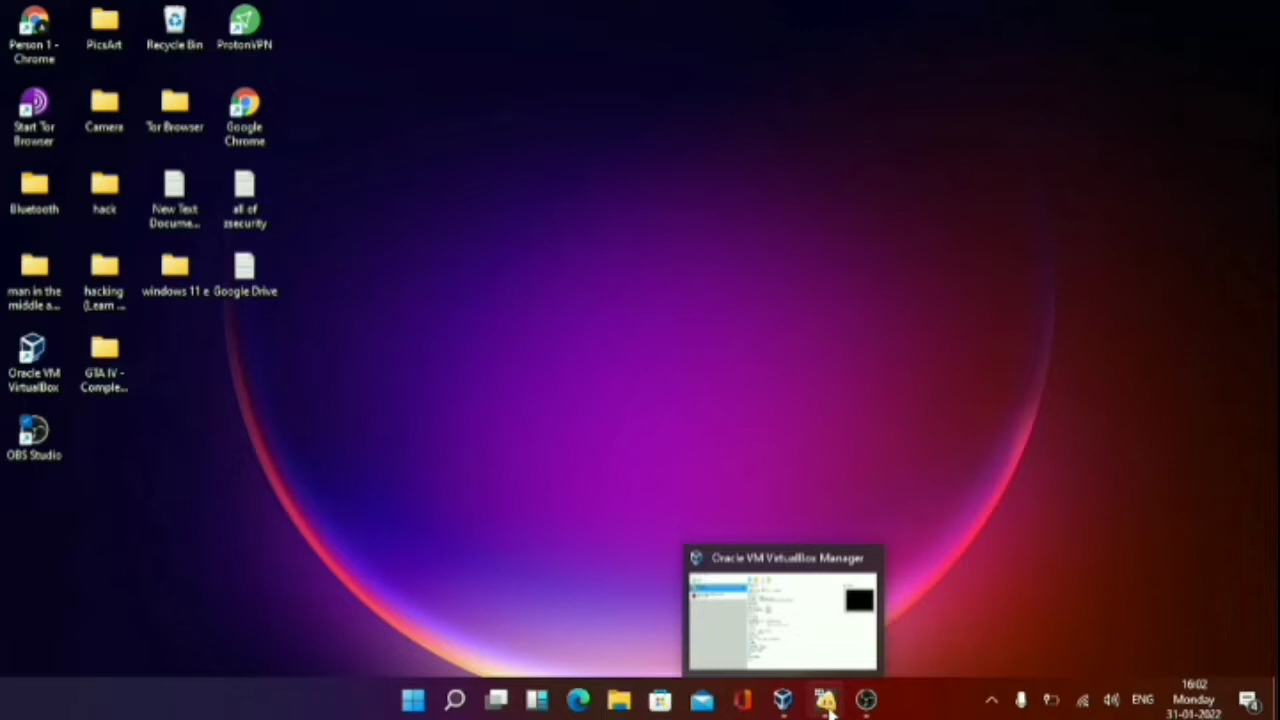 Person 1 -
Chrome
PicsArt
Recycle Bin
ProtonVPN
Start Tor
Browser
Camera
Tor Browser
Google
Chrome
Bluetooth
hack
New Text
Docume...
all of
zsecurity
man in the
middle a...
hacking
(Learn ...
windows 11 e
Google Drive
Oracle VM
VirtualBox
GTA IV -
Comple...
OBS Studio
Oracle VM VirtualBox Manager
ENG
16:02
Monday
31-01-2022
4